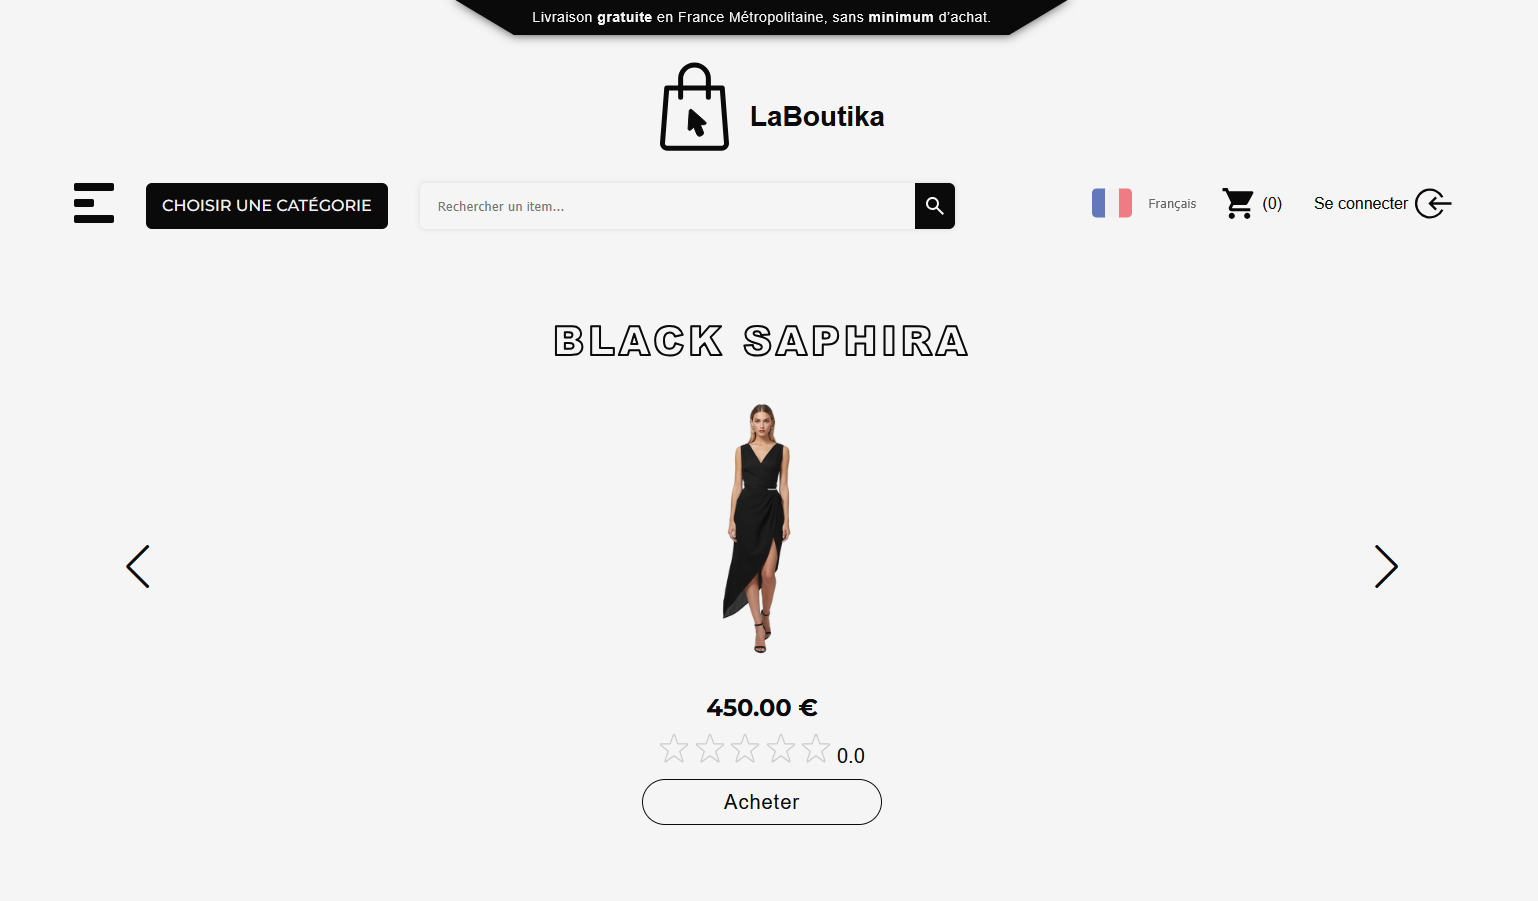 Livraison gratuite en France Métropolitaine, sans minimum d’achat.
LaBoutika
CHOISIR UNE CATÉGORIE
Rechercher un item...
Français
(0)
Se connecter
BLACK SAPHIRA
450.00 €
0.0
Acheter